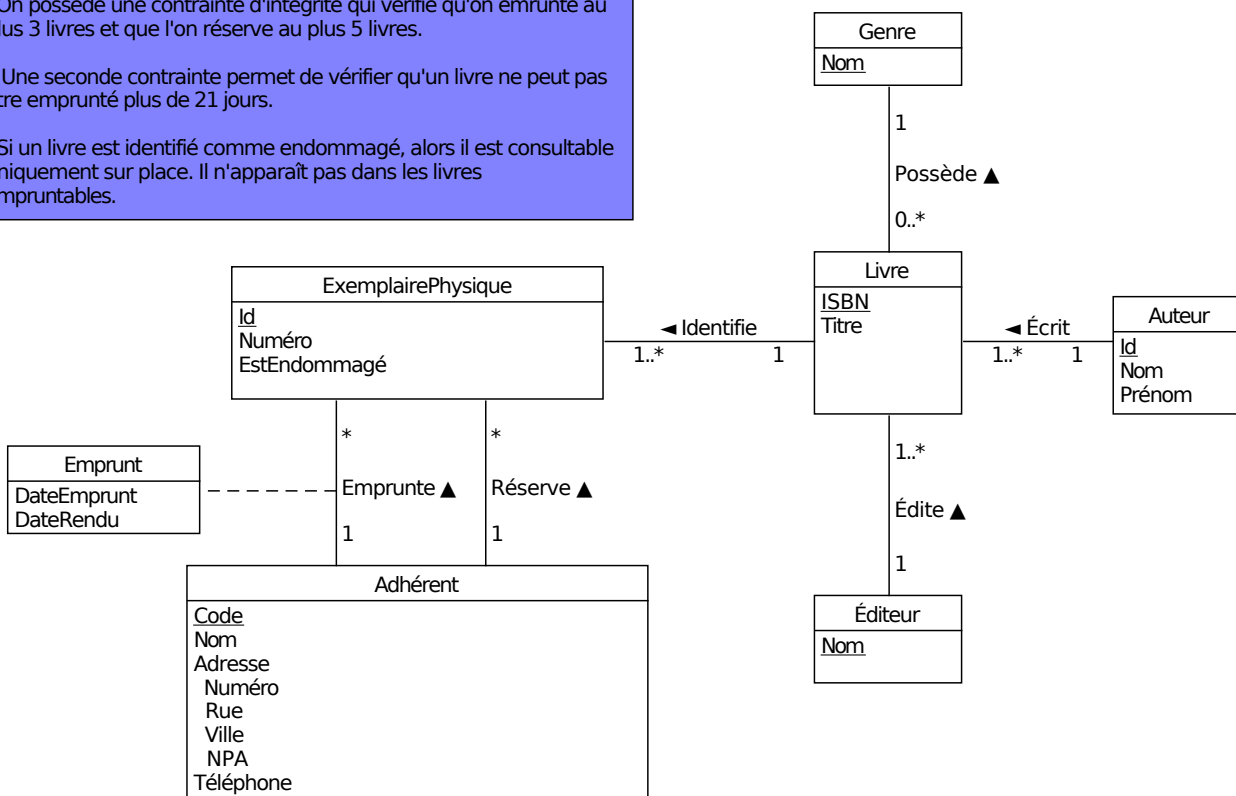 On possède une contrainte d'intégrité qui vérifie qu'on emrunte au
lus 3 livres et que l'on réserve au plus 5 livres.
Une seconde contrainte permet de vérifier qu'un livre ne peut pas
tre emprunté plus de 21 jours.
Si un livre est identifié comme endommagé, alors il est consultable
niquement sur place. Il n'apparaît pas dans les livres
mpruntables.
Genre
Nom
1
Possède ▲
0..*
Livre
ISBN
Titre
ExemplairePhysique
Id
Numéro
EstEndommagé
◄ Identifie
1..* 1
◄ Écrit
1..* 1
Auteur
Id
Nom
Prénom
Emprunt
DateEmprunt
DateRendu
*
Emprunte ▲
1
*
Réserve ▲
1
1..*
Édite ▲
1
Éditeur
Nom
Adhérent
Code
Nom
Adresse
Numéro
Rue
Ville
NPA
Téléphone